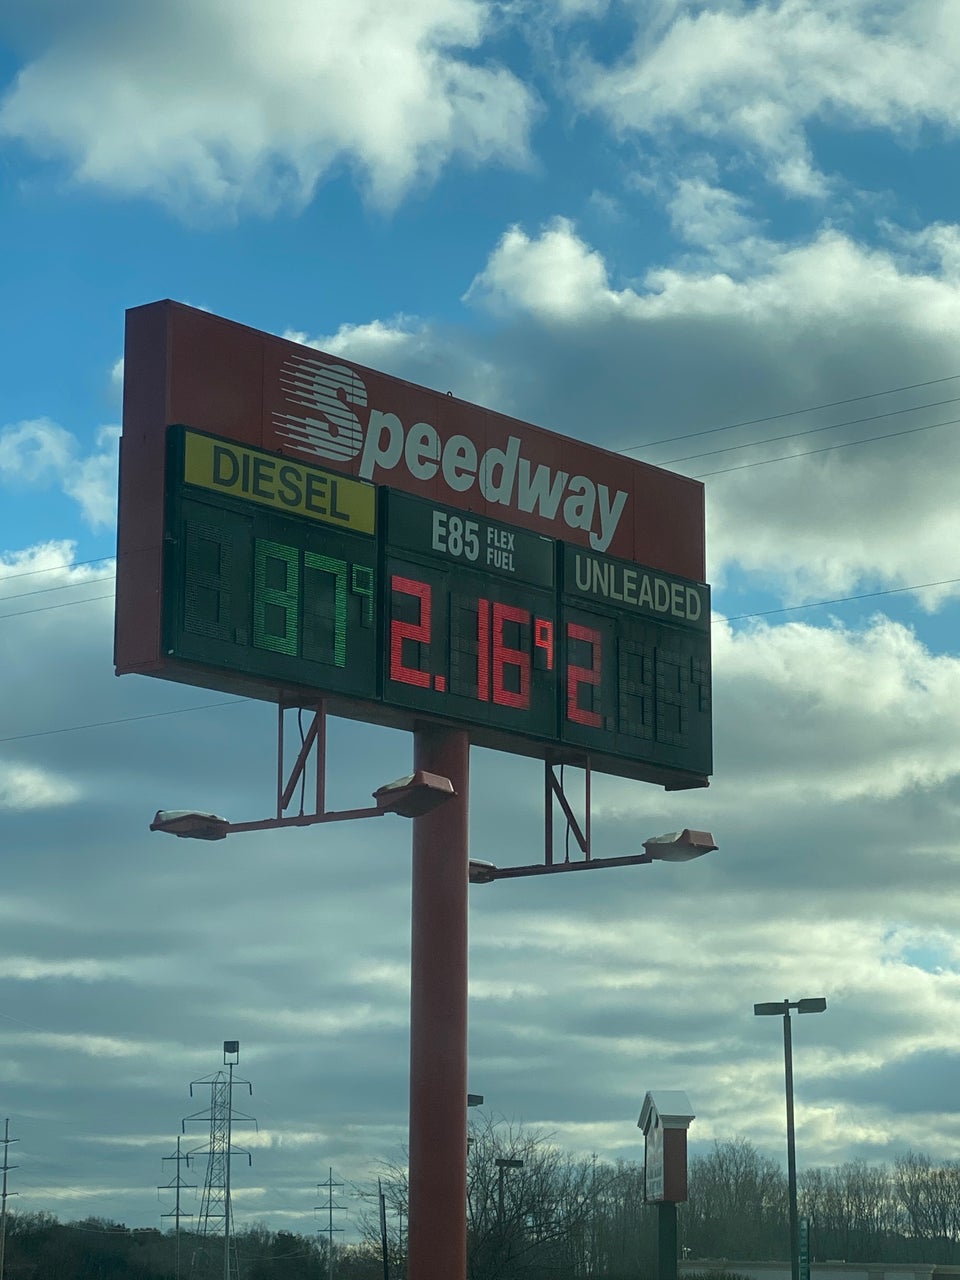 Speedway
DIESEL
.879
E85 FLEX FUEL
2.169
UNLEADED
2